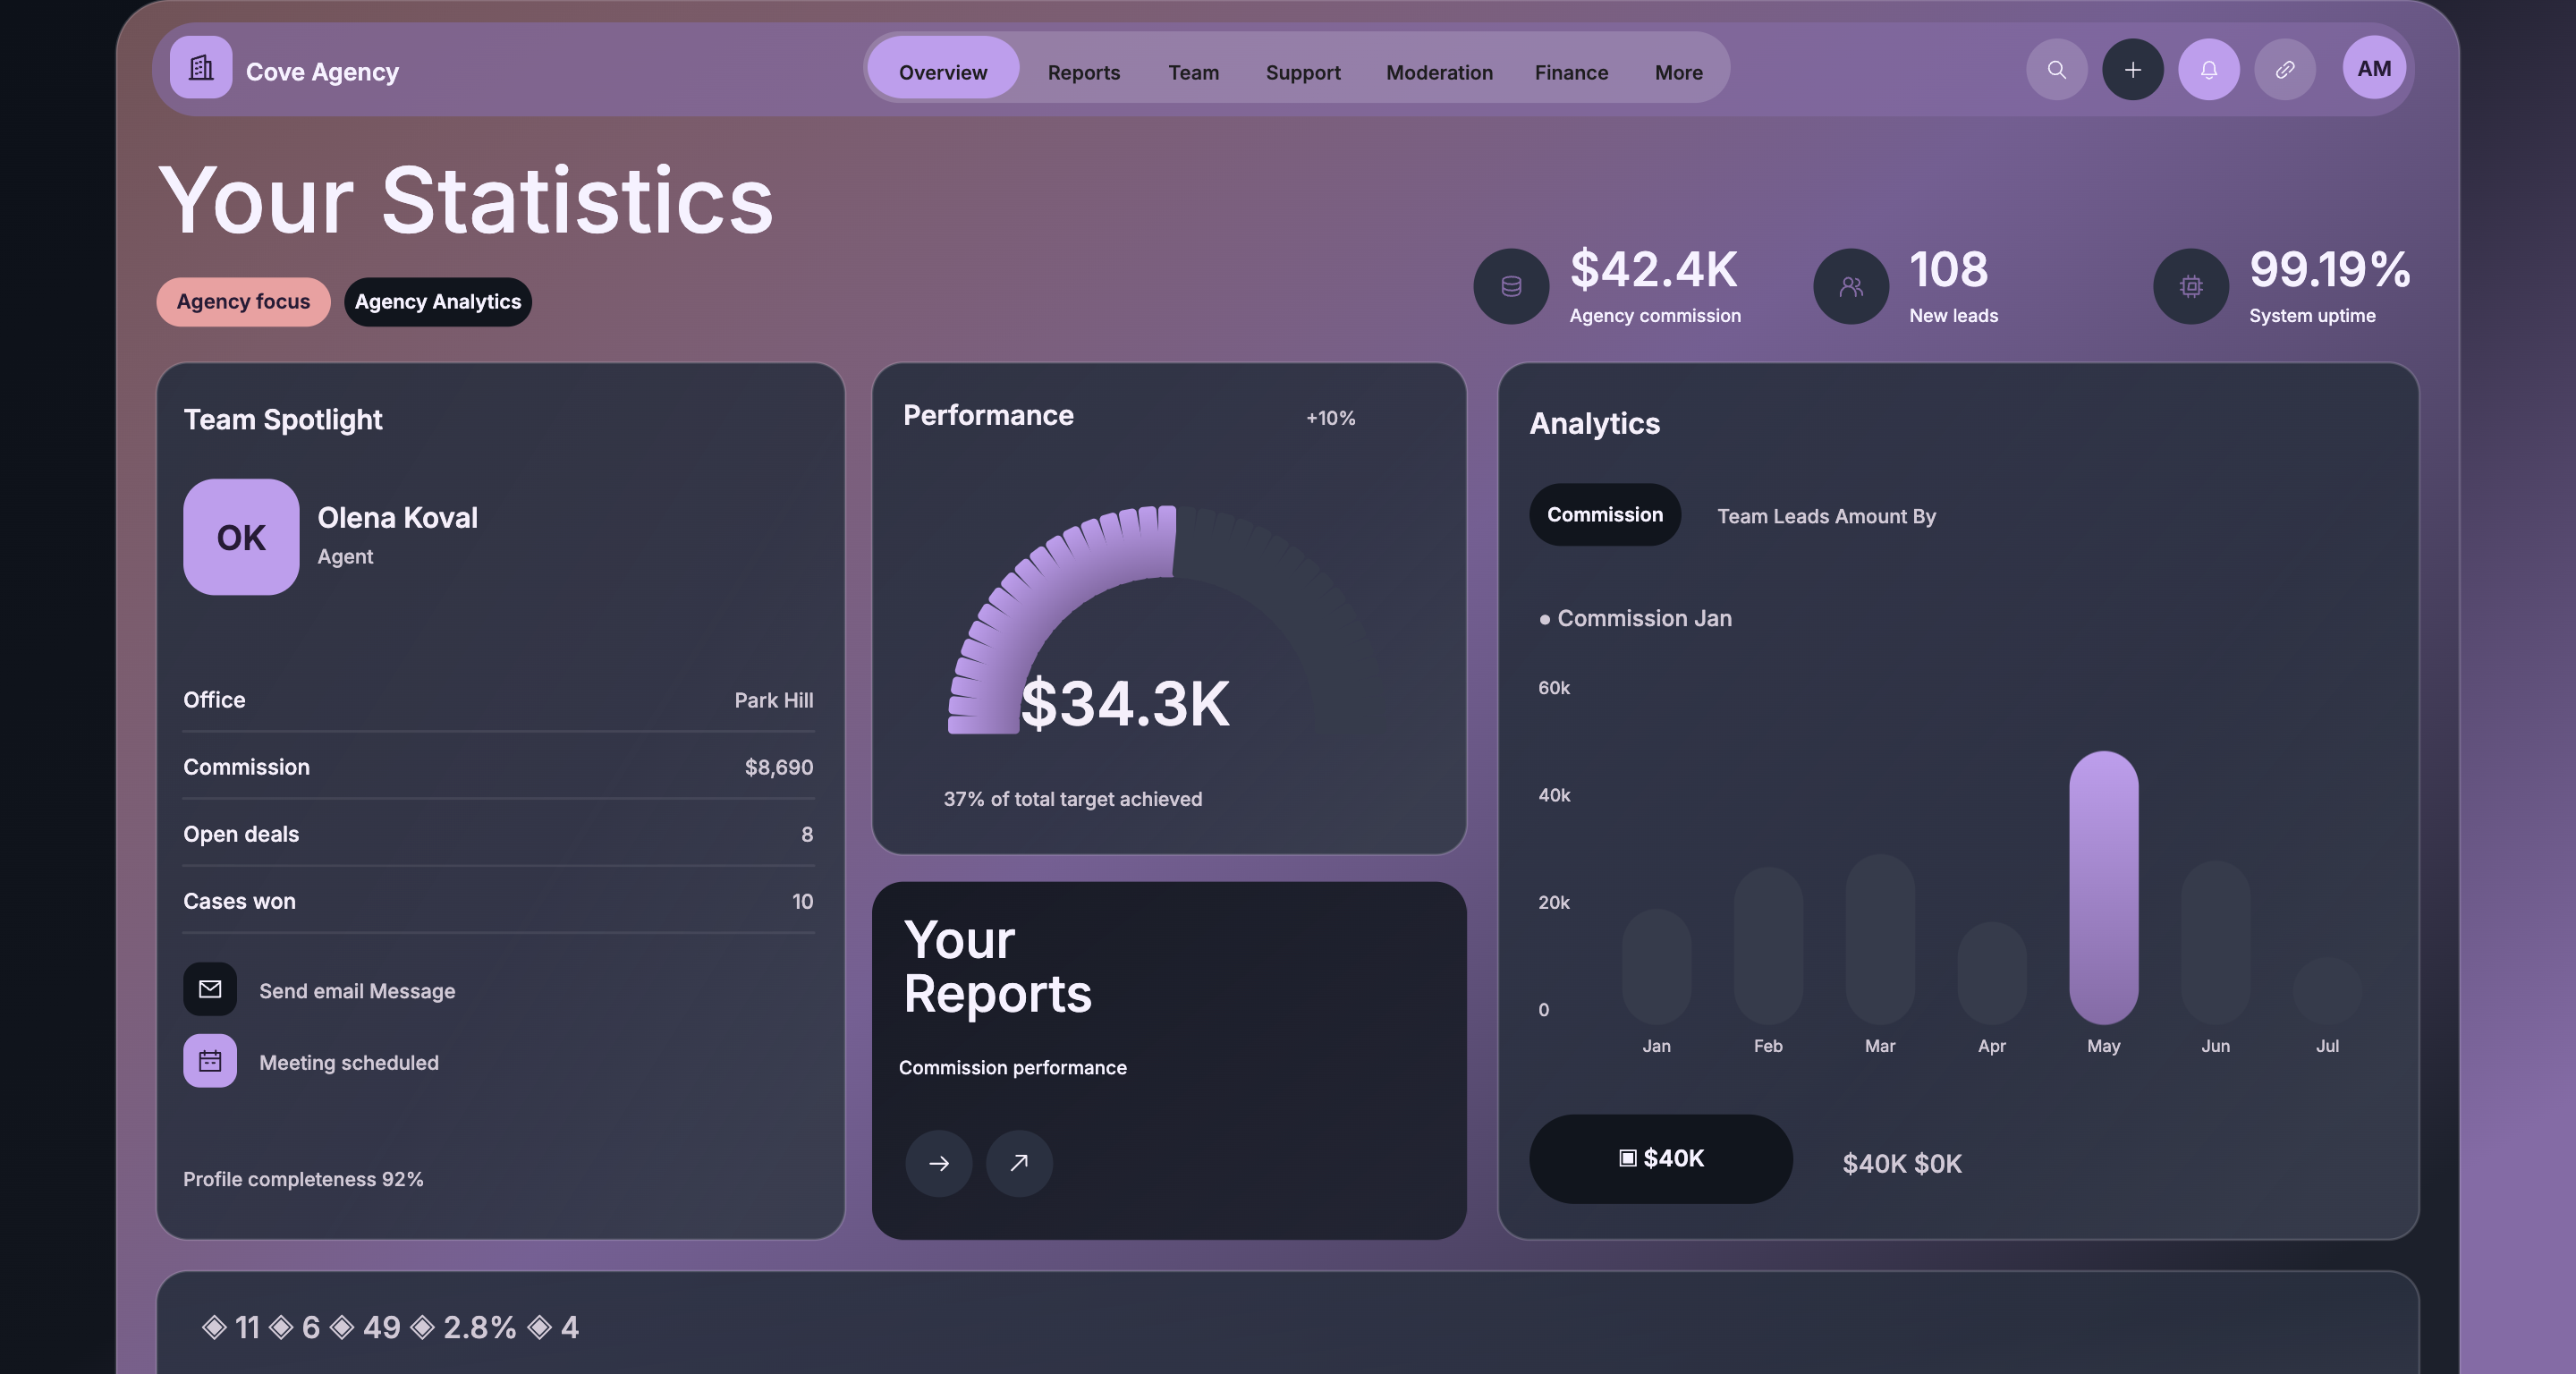 Cove Agency
Overview Reports Team Support Moderation Finance More
AM
Your Statistics
Agency focus Agency Analytics
$42.4K
Agency commission
108
New leads
99.19%
System uptime
Team Spotlight
OK
Olena Koval
Agent
Office Park Hill
Commission $8,690
Open deals 8
Cases won 10
Send email Message
Meeting scheduled
Profile completeness 92%
Performance +10%
$34.3K
37% of total target achieved
Your
Reports
Commission performance
Analytics
Commission Team Leads Amount By
Commission Jan
60k
40k
20k
0
Jan Feb Mar Apr May Jun Jul
▣ $40K $40K $0K
◈ 11 ◈ 6 ◈ 49 ◈ 2.8% ◈ 4